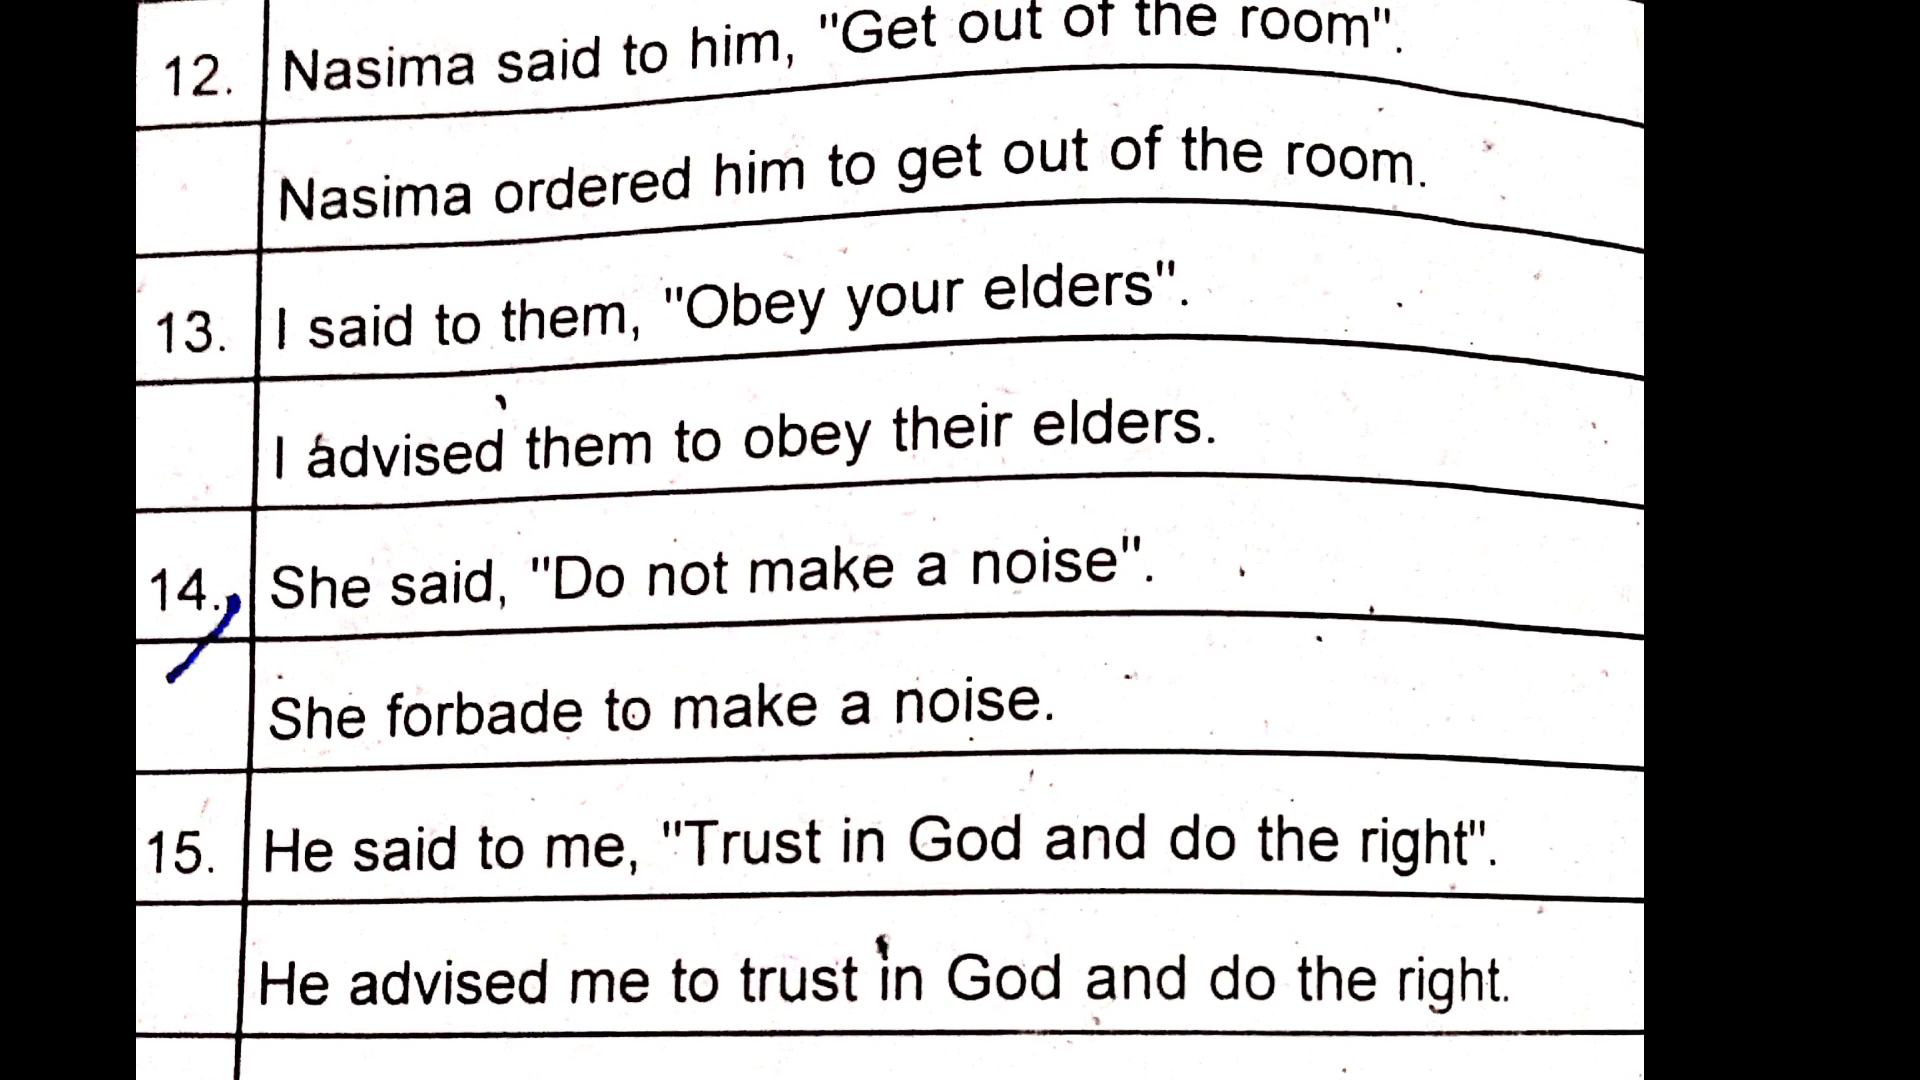 12. Nasima said to him, "Get out of the room".
Nasima ordered him to get out of the room.
13. I said to them, "Obey your elders".
I advised them to obey their elders.
14. She said, "Do not make a noise".
She forbade to make a noise.
15. He said to me, "Trust in God and do the right".
He advised me to trust in God and do the right.